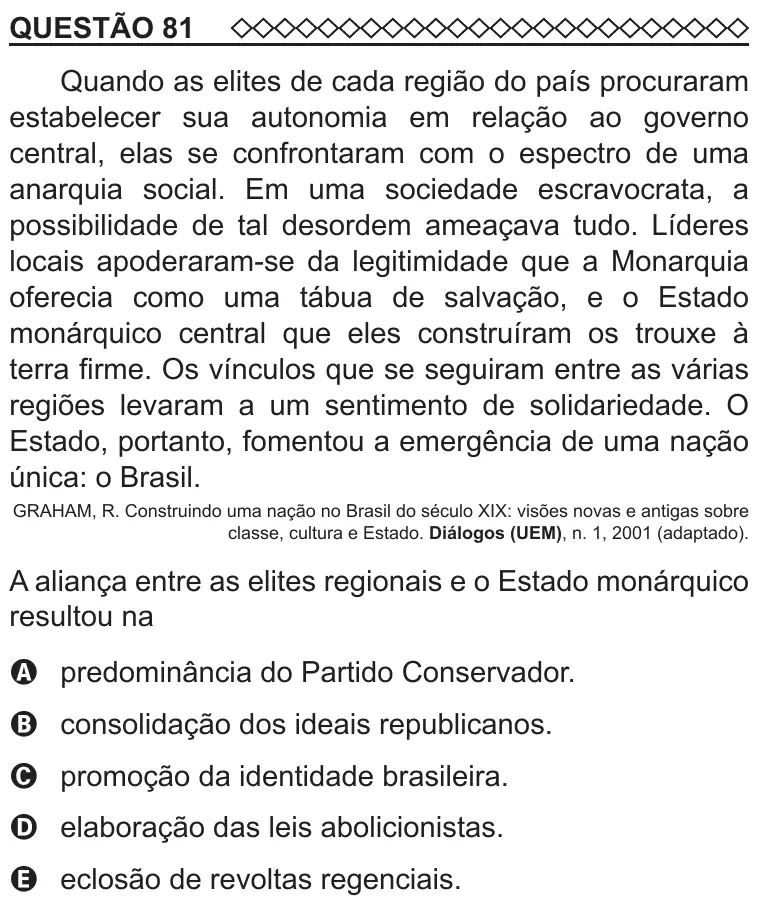 QUESTÃO 81
Quando as elites de cada região do país procuraram
estabelecer sua autonomia em relação ao governo
central, elas se confrontaram com o espectro de uma
anarquia social. Em uma sociedade escravocrata, a
possibilidade de tal desordem ameaçava tudo. Líderes
locais apoderaram-se da legitimidade que a Monarquia
oferecia como uma tábua de salvação, e o Estado
monárquico central que eles construíram os trouxe à
terra firme. Os vínculos que se seguiram entre as várias
regiões levaram a um sentimento de solidariedade. O
Estado, portanto, fomentou a emergência de uma nação
única: o Brasil.
GRAHAM, R. Construindo uma nação no Brasil do século XIX: visões novas e antigas sobre
classe, cultura e Estado. Diálogos (UEM), n. 1, 2001 (adaptado).
A aliança entre as elites regionais e o Estado monárquico
resultou na
A predominância do Partido Conservador.
B consolidação dos ideais republicanos.
C promoção da identidade brasileira.
D elaboração das leis abolicionistas.
E eclosão de revoltas regenciais.